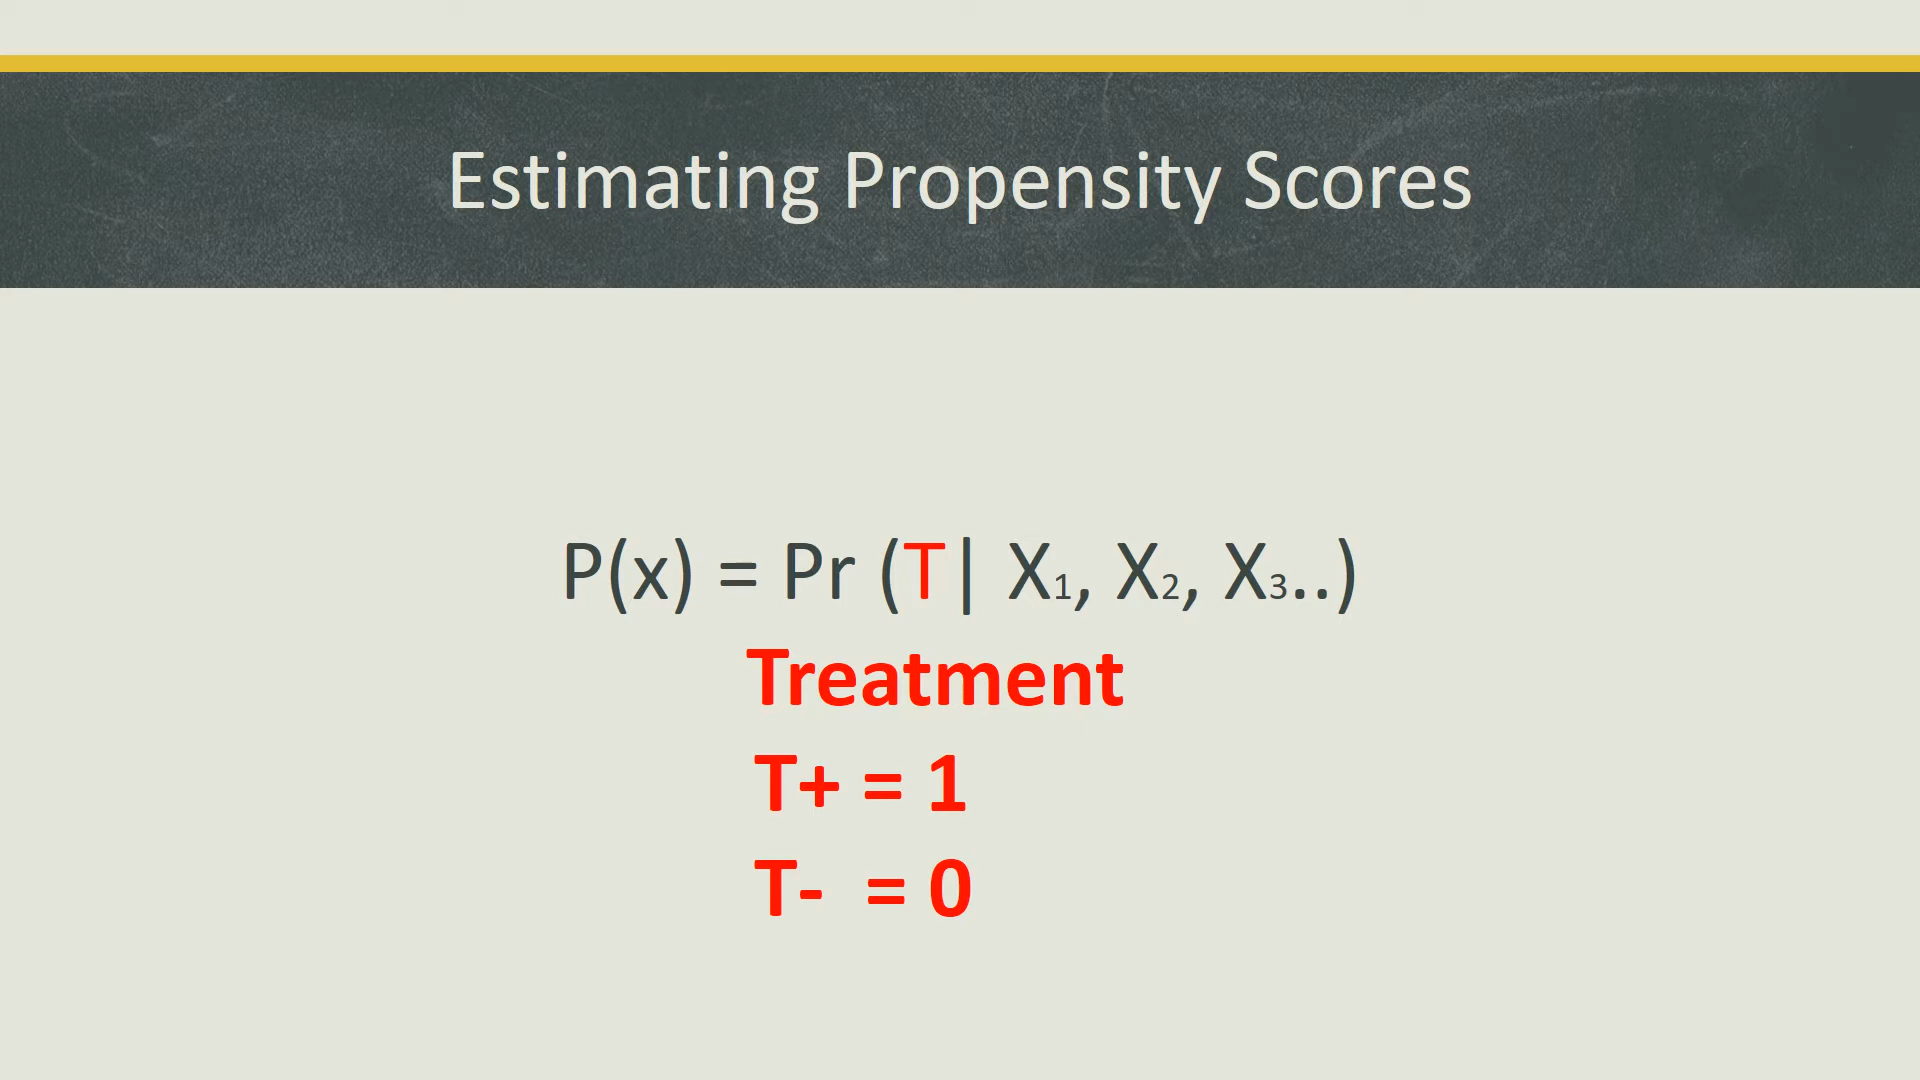 Estimating Propensity Scores
P(x) = Pr (T| X₁, X₂, X₃..)
Treatment
T+ = 1
T- = 0